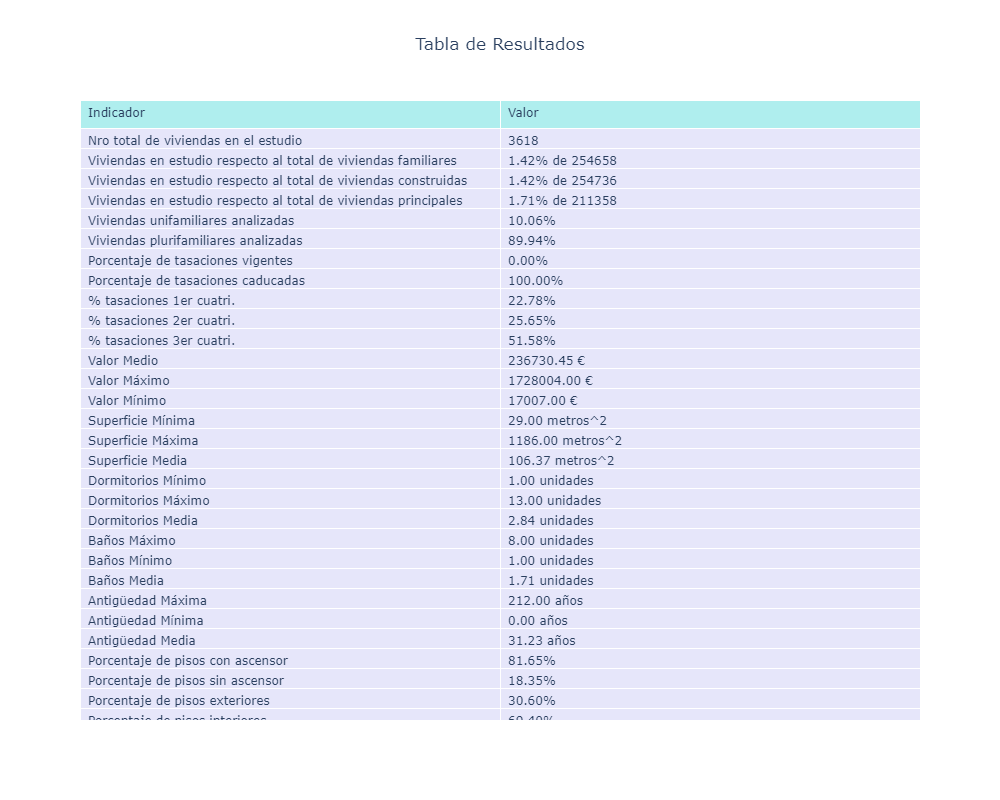 Tabla de Resultados
Indicador Valor
Nro total de viviendas en el estudio 3618
Viviendas en estudio respecto al total de viviendas familiares 1.42% de 254658
Viviendas en estudio respecto al total de viviendas construidas 1.42% de 254736
Viviendas en estudio respecto al total de viviendas principales 1.71% de 211358
Viviendas unifamiliares analizadas 10.06%
Viviendas plurifamiliares analizadas 89.94%
Porcentaje de tasaciones vigentes 0.00%
Porcentaje de tasaciones caducadas 100.00%
% tasaciones 1er cuatri. 22.78%
% tasaciones 2er cuatri. 25.65%
% tasaciones 3er cuatri. 51.58%
Valor Medio 236730.45 €
Valor Máximo 1728004.00 €
Valor Mínimo 17007.00 €
Superficie Mínima 29.00 metros^2
Superficie Máxima 1186.00 metros^2
Superficie Media 106.37 metros^2
Dormitorios Mínimo 1.00 unidades
Dormitorios Máximo 13.00 unidades
Dormitorios Media 2.84 unidades
Baños Máximo 8.00 unidades
Baños Mínimo 1.00 unidades
Baños Media 1.71 unidades
Antigüedad Máxima 212.00 años
Antigüedad Mínima 0.00 años
Antigüedad Media 31.23 años
Porcentaje de pisos con ascensor 81.65%
Porcentaje de pisos sin ascensor 18.35%
Porcentaje de pisos exteriores 30.60%
Porcentaje de pisos interiores 69.40%